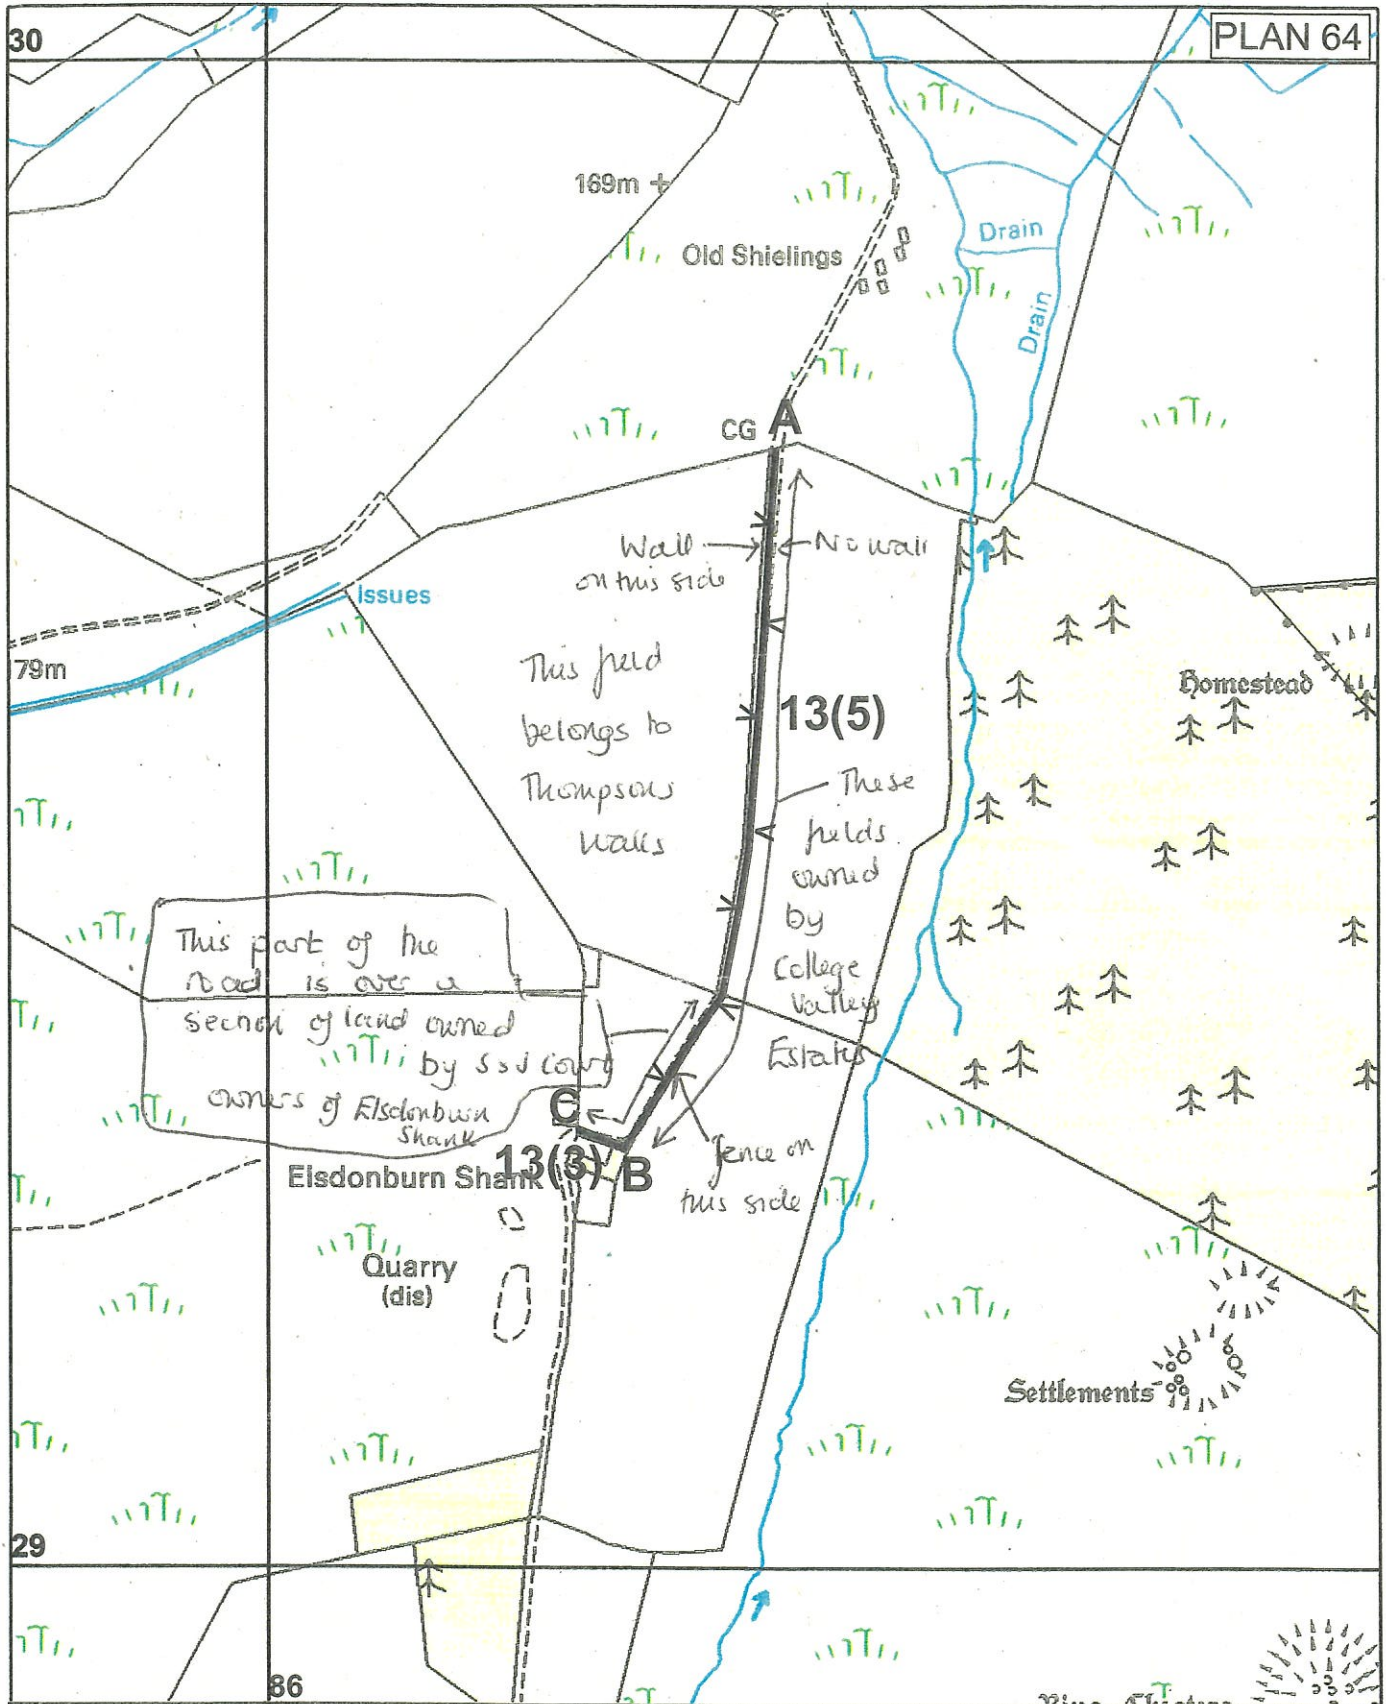 PLAN 64
30
169m
Old Shielings
Drain
Drain
CG
A
Wall
on this side
No wall
Issues
79m
This field
belongs to
Thompsons
Walls
13(5)
Homestead
These
fields
owned
by
College
Valley
Estates
This part of the
road is over a
section of land owned
by
owners of Elsdonburn
Shank
C
13(3)
B
Elsdonburn Shank
fence on
this side
Quarry
(dis)
Settlements
29
86